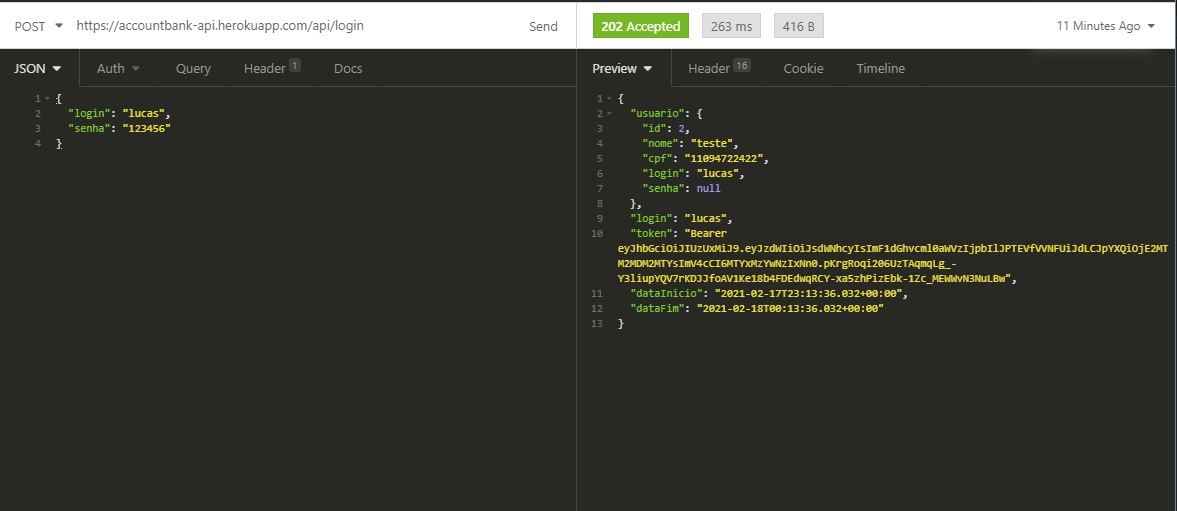 POST https://accountbank-api.herokuapp.com/api/login Send
202 Accepted 263 ms 416 B 11 Minutes Ago
JSON Auth Query Header 1 Docs
1 {
2 "login": "lucas",
3 "senha": "123456"
4 }
Preview Header 16 Cookie Timeline
1 {
2 "usuario": {
3 "id": 2,
4 "nome": "teste",
5 "cpf": "11094722422",
6 "login": "lucas",
7 "senha": null
8 },
9 "login": "lucas",
10 "token": "Bearer
eyJhbGciOiJIUzUxMiJ9.eyJzdWIiOiJsdWNhcyIsImF1dGhvcml0aWVzIjpbIlJPTEVfVVNFUiJdLCJpYXQiOjE2MT
M2MDM2MTYsImV4cCI6MTYxMzYwNzIxNn0.pKrgRoqi206UzTAqmqLg_-
Y3liupYQV7rKDJJfoAV1Ke18b4FDEdwqRCY-xa5zhPizEbk-1Zc_MEWWvN3NuLBw",
11 "dataInicio": "2021-02-17T23:13:36.032+00:00",
12 "dataFim": "2021-02-18T00:13:36.032+00:00"
13 }